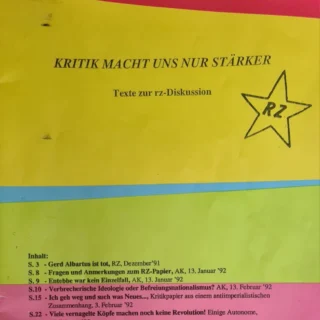 KRITIK MACHT UNS NUR STÄRKER
Texte zur rz-Diskussion
RZ
Inhalt:
S. 3 - Gerd Albartus ist tot, RZ, Dezember'91
S. 8 - Fragen und Anmerkungen zum RZ-Papier, AK, 13. Januar '92
S. 9 - Entebbe war kein Einzelfall, AK, 13. Januar '92
S.10 - Verbrecherische Ideologie oder Befreiungsnationalismus? AK, 13. Februar '92
S.15 - Ich geh weg und such was Neues..., Kritikpapier aus einem antiimperialistischen
Zusammenhang, 3. Februar '92
S.22 - Viele vernagelte Köpfe machen noch keine Revolution! Einige Autonome,